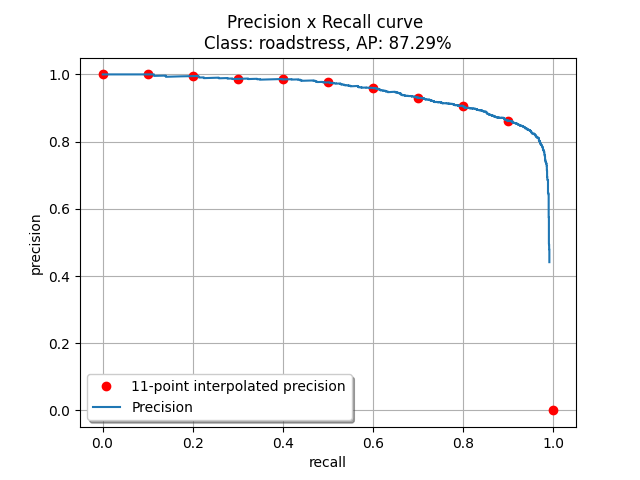 Precision x Recall curve
Class: roadstress, AP: 87.29%
1.0
0.8
0.6
0.4
0.2
0.0
precision
11-point interpolated precision
Precision
0.0 0.2 0.4 0.6 0.8 1.0
recall